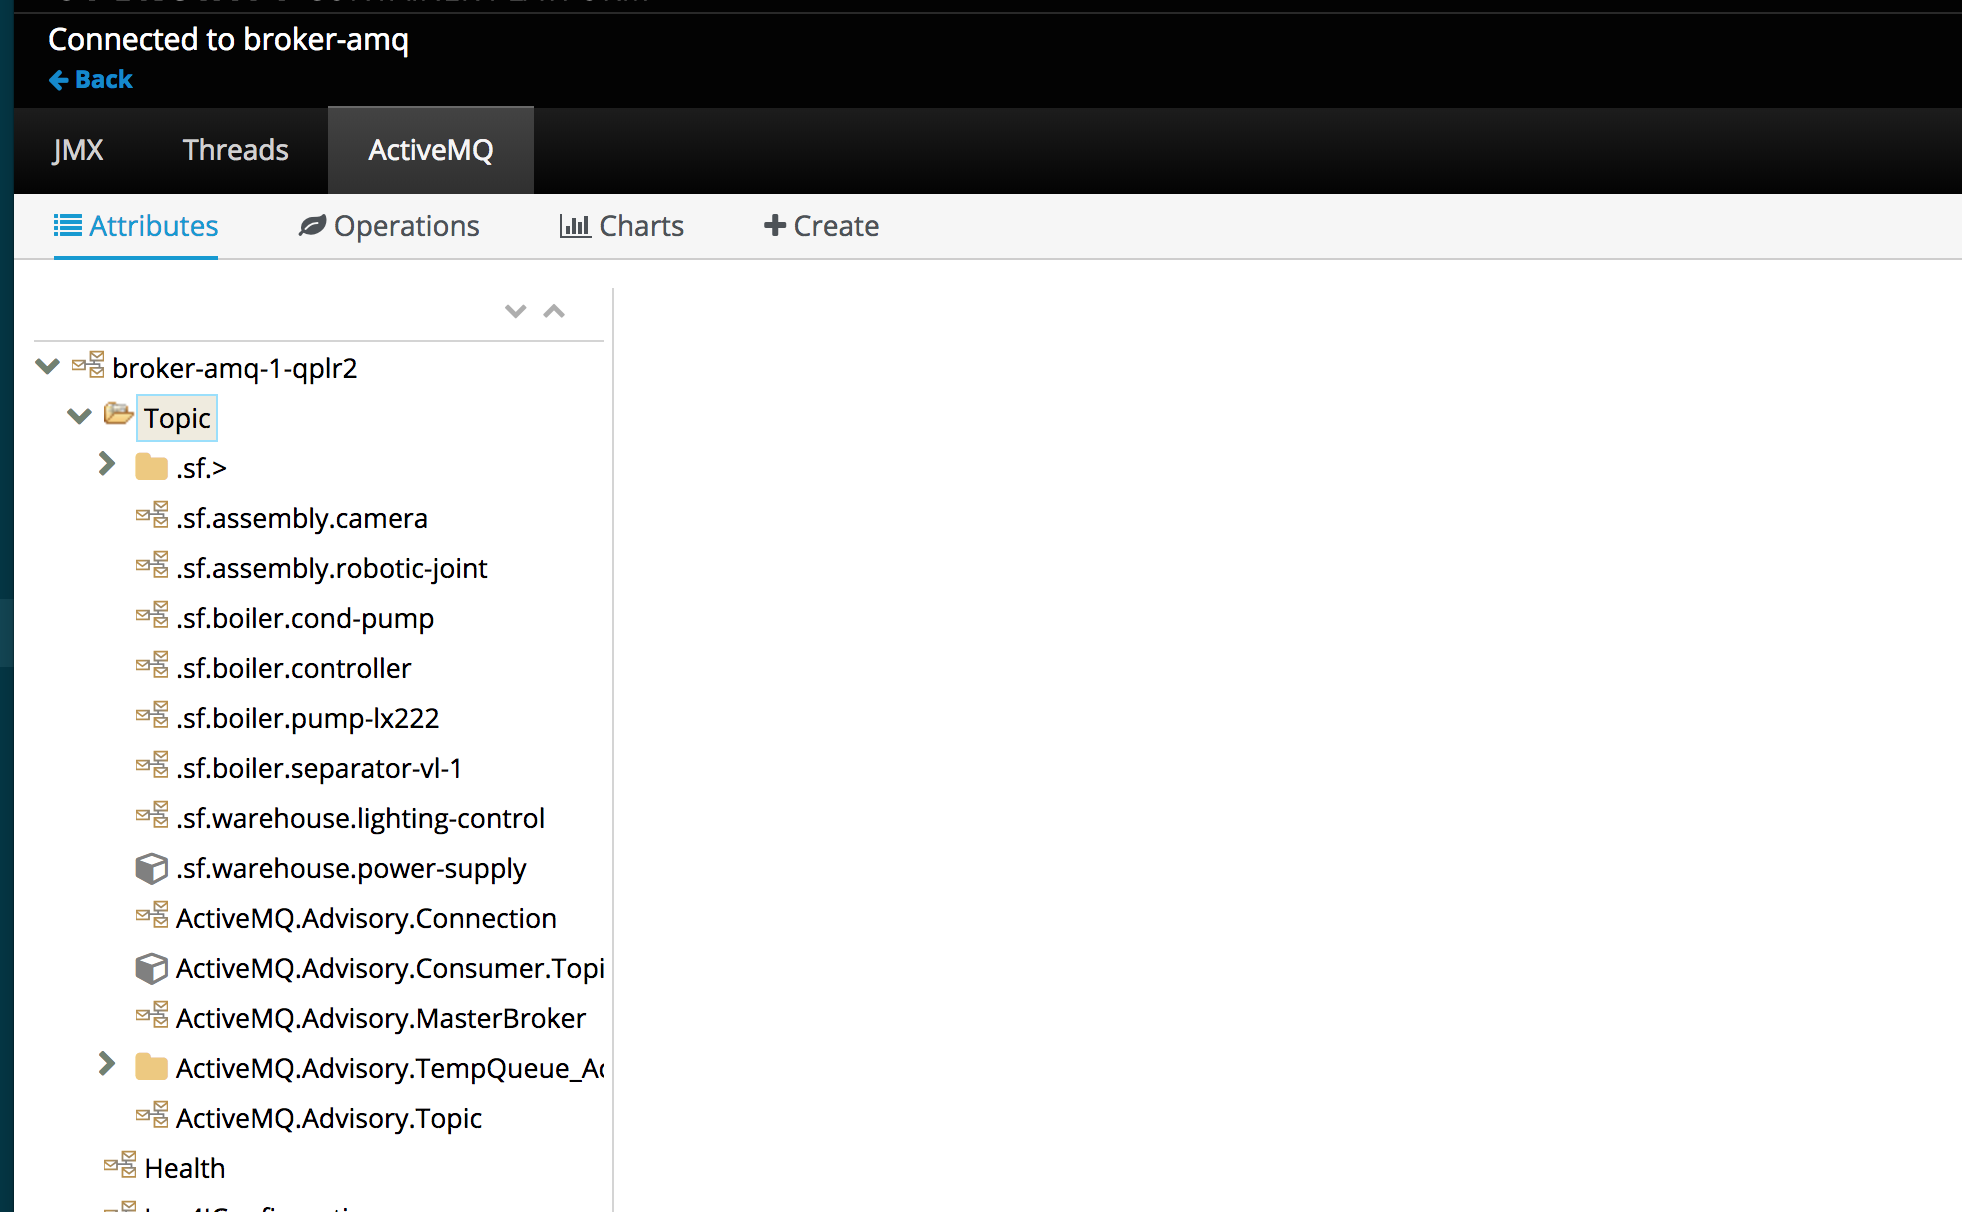 Connected to broker-amq
Back
JMX Threads ActiveMQ
Attributes Operations Charts Create
broker-amq-1-qplr2
Topic
.sf.>
.sf.assembly.camera
.sf.assembly.robotic-joint
.sf.boiler.cond-pump
.sf.boiler.controller
.sf.boiler.pump-lx222
.sf.boiler.separator-vl-1
.sf.warehouse.lighting-control
.sf.warehouse.power-supply
ActiveMQ.Advisory.Connection
ActiveMQ.Advisory.Consumer.Topi
ActiveMQ.Advisory.MasterBroker
ActiveMQ.Advisory.TempQueue_Ac
ActiveMQ.Advisory.Topic
Health